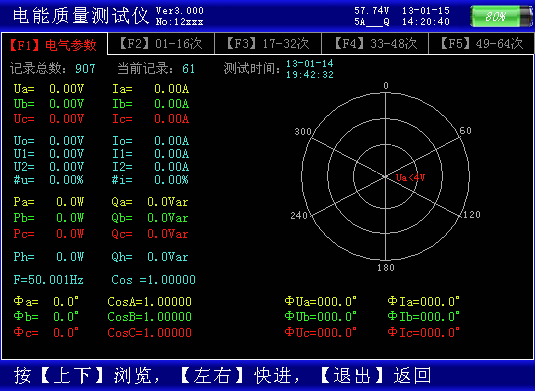 电能质量测试仪 Ver3.000 No:12xxx 57.74V 5A___Q 13-01-15 14:20:40 80%
【F1】电气参数 【F2】01-16次 【F3】17-32次 【F4】33-48次 【F5】49-64次
记录总数: 907 当前记录: 61 测试时间: 13-01-14 19:42:32
Ua= 0.00V Ia= 0.00A
Ub= 0.00V Ib= 0.00A
Uc= 0.00V Ic= 0.00A
Uo= 0.00V Io= 0.00A
U1= 0.00V I1= 0.00A
U2= 0.00V I2= 0.00A
#u= 0.00% #i= 0.00%
Pa= 0.0W Qa= 0.0Var
Pb= 0.0W Qb= 0.0Var
Pc= 0.0W Qc= 0.0Var
Ph= 0.0W Qh= 0.0Var
F=50.001Hz Cos =1.00000
Φa= 0.0° CosA=1.00000
Φb= 0.0° CosB=1.00000
Φc= 0.0° CosC=1.00000
0
300 60
Ua<4V
240 120
180
ΦUa=000.0° ΦIa=000.0°
ΦUb=000.0° ΦIb=000.0°
ΦUc=000.0° ΦIc=000.0°
按【上下】浏览，【左右】快进，【退出】返回